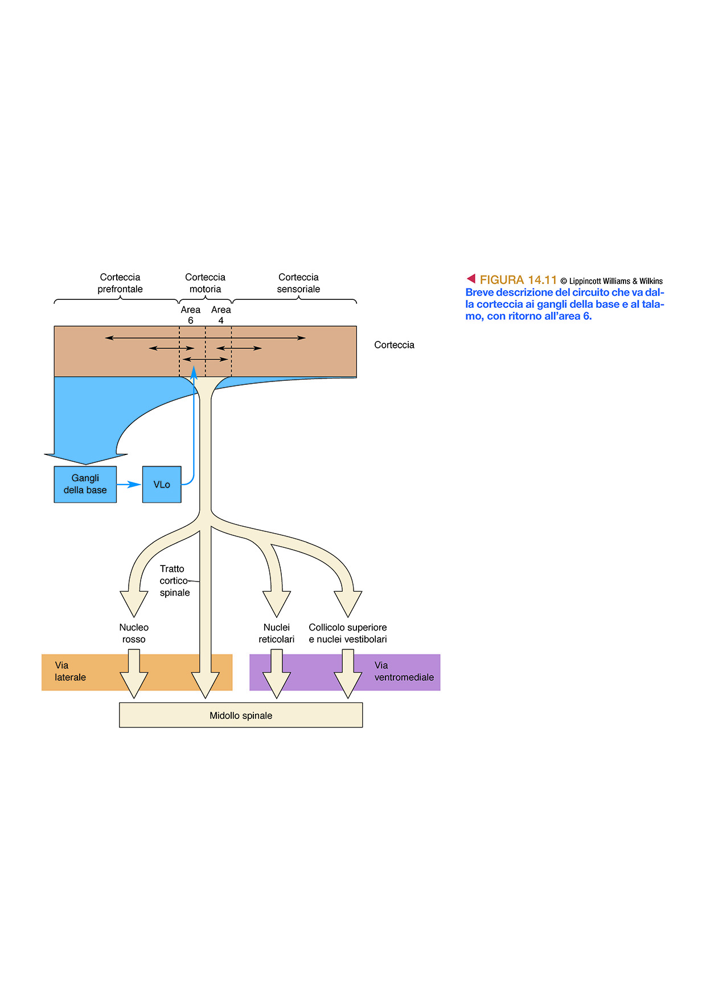 Corteccia
prefrontale
Corteccia
motoria
Corteccia
sensoriale
Area
6
Area
4
Corteccia
Gangli
della base
VLo
Tratto
cortico
spinale
Nucleo
rosso
Nuclei
reticolari
Collicolo superiore
e nuclei vestibolari
Via
laterale
Via
ventromediale
Midollo spinale
FIGURA 14.11 © Lippincott Williams & Wilkins
Breve descrizione del circuito che va dal-
la corteccia ai gangli della base e al tala-
mo, con ritorno all'area 6.